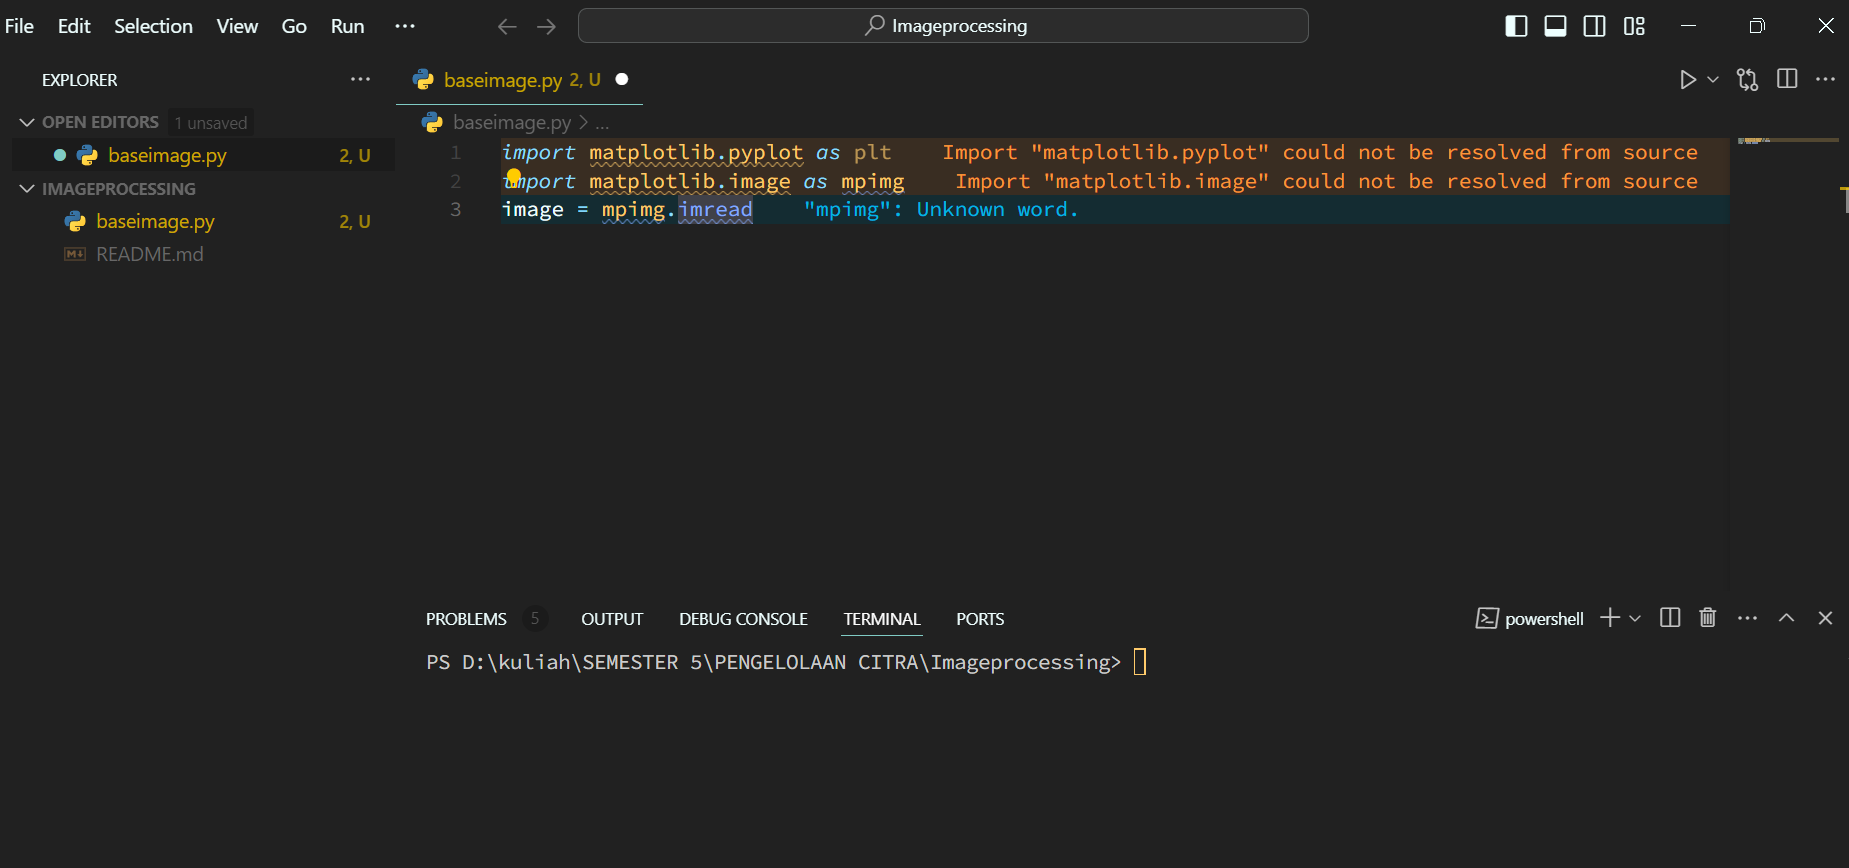 File Edit Selection View Go Run ...
Imageprocessing
EXPLORER ...
baseimage.py 2, U
OPEN EDITORS 1 unsaved
baseimage.py 2, U
IMAGEPROCESSING
baseimage.py 2, U
M↓ README.md
baseimage.py > ...
1 import matplotlib.pyplot as plt Import "matplotlib.pyplot" could not be resolved from source
2 import matplotlib.image as mpimg Import "matplotlib.image" could not be resolved from source
3 image = mpimg.imread "mpimg": Unknown word.
PROBLEMS 5 OUTPUT DEBUG CONSOLE TERMINAL PORTS
powershell
PS D:\kuliah\SEMESTER 5\PENGELOLAAN CITRA\Imageprocessing>